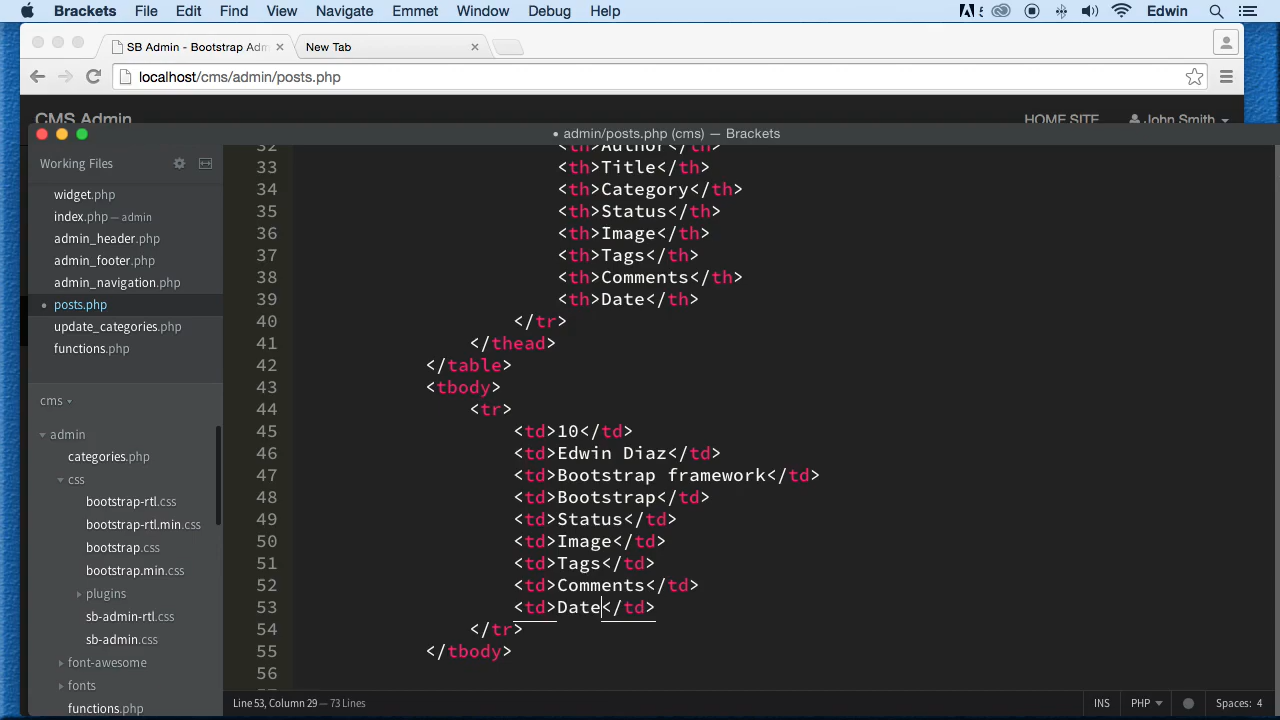 Brackets File Edit Find View Navigate Emmet Window Debug Help Edwin
SB Admin - Bootstrap Adm
New Tab
localhost/cms/admin/posts.php
CMS Admin HOME SITE John Smith
admin/posts.php (cms) — Brackets
Working Files
widget.php
index.php — admin
admin_header.php
admin_footer.php
admin_navigation.php
posts.php
update_categories.php
functions.php
cms
admin
categories.php
css
bootstrap-rtl.css
bootstrap-rtl.min.css
bootstrap.css
bootstrap.min.css
plugins
sb-admin-rtl.css
sb-admin.css
font-awesome
fonts
functions.php
32 <th>Author</th>
33 <th>Title</th>
34 <th>Category</th>
35 <th>Status</th>
36 <th>Image</th>
37 <th>Tags</th>
38 <th>Comments</th>
39 <th>Date</th>
40 </tr>
41 </thead>
42 </table>
43 <tbody>
44 <tr>
45 <td>10</td>
46 <td>Edwin Diaz</td>
47 <td>Bootstrap framework</td>
48 <td>Bootstrap</td>
49 <td>Status</td>
50 <td>Image</td>
51 <td>Tags</td>
52 <td>Comments</td>
53 <td>Date</td>
54 </tr>
55 </tbody>
56
Line 53, Column 29 — 73 Lines INS PHP Spaces: 4